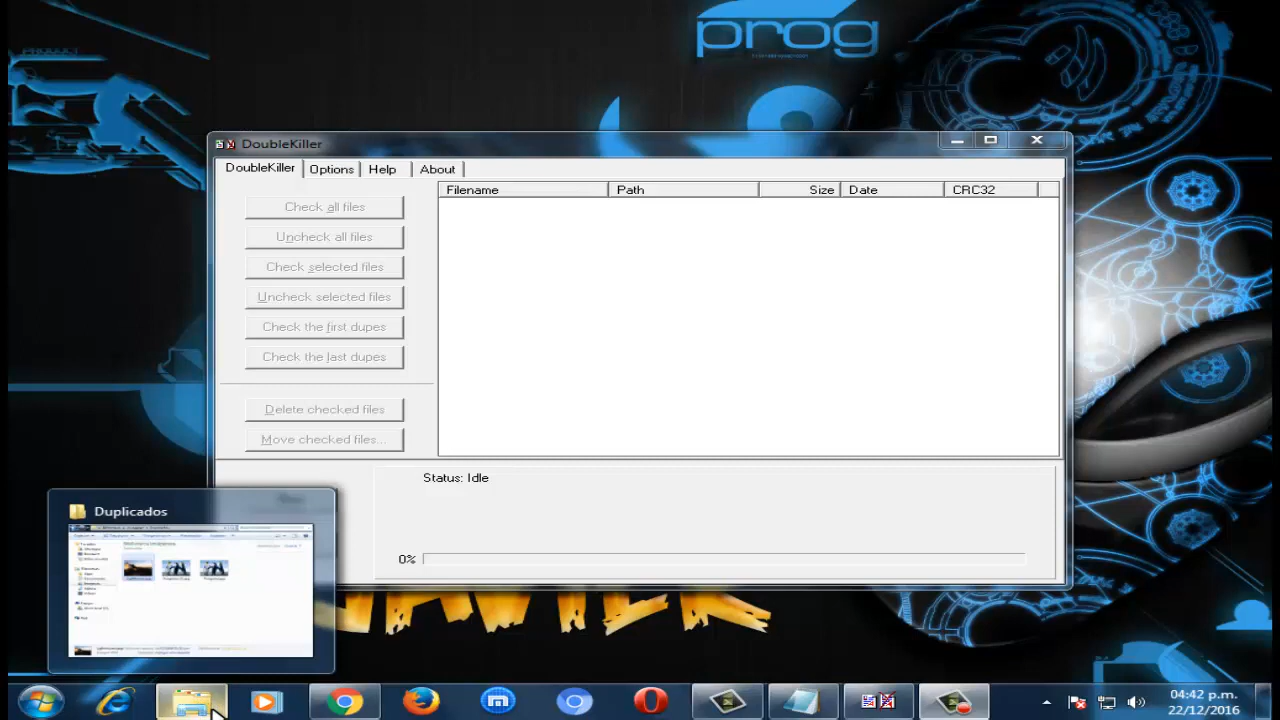 prog
DoubleKiller
DoubleKiller Options Help About
Filename Path Size Date CRC32
Check all files
Uncheck all files
Check selected files
Uncheck selected files
Check the first dupes
Check the last dupes
Delete checked files
Move checked files...
Status: Idle
0%
Duplicados
04:42 p.m.
22/12/2016